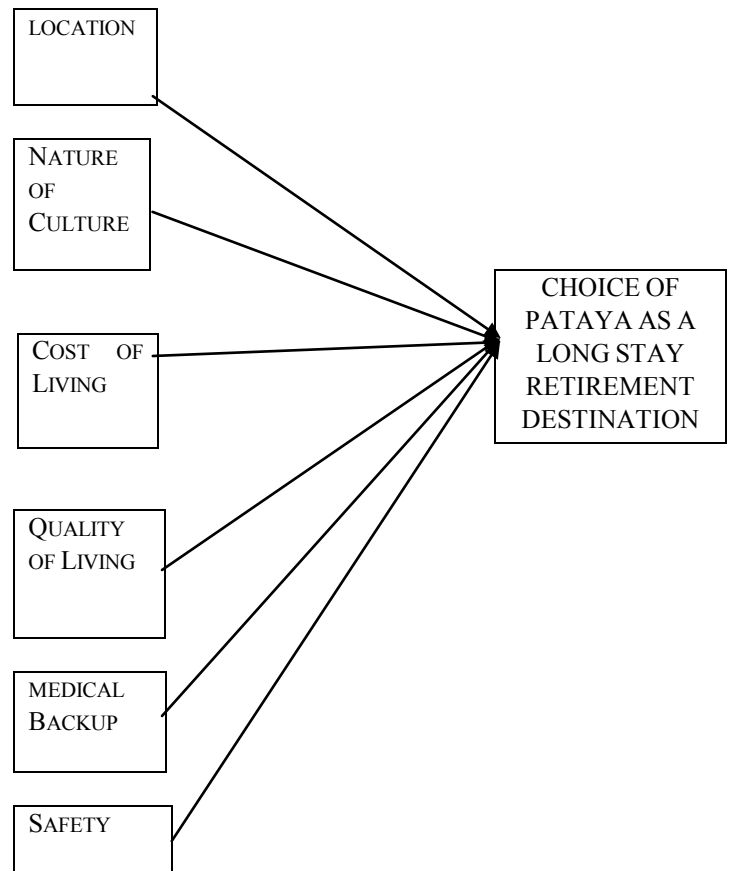 LOCATION
NATURE
OF
CULTURE
COST OF
LIVING
QUALITY
OF LIVING
MEDICAL
BACKUP
SAFETY
CHOICE OF
PATAYA AS A
LONG STAY
RETIREMENT
DESTINATION